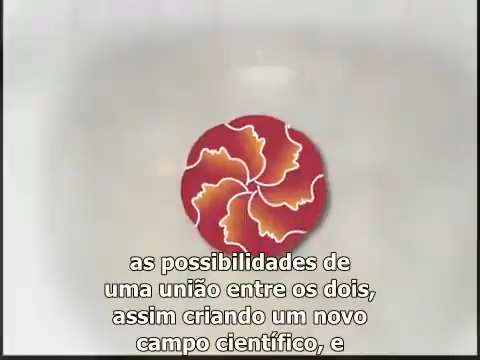 as possibilidades de
uma união entre os dois,
assim criando um novo
campo científico, e